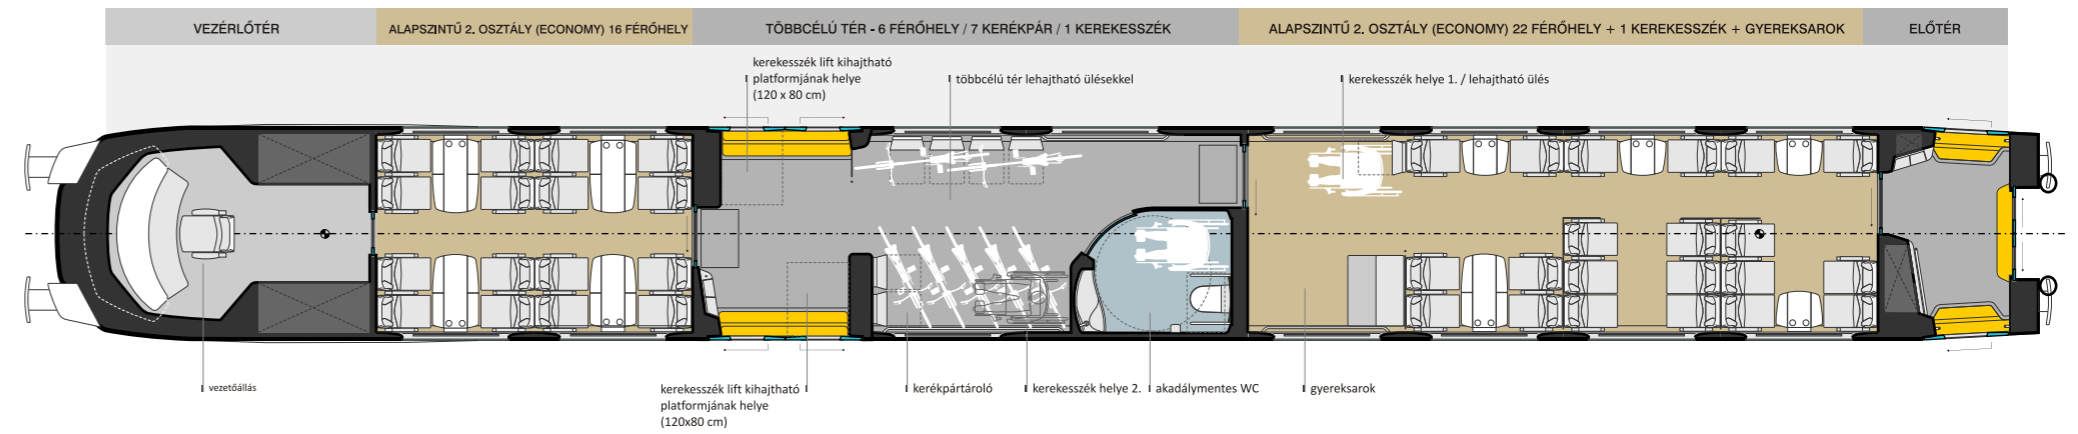 VEZÉRLŐTÉR
ALAPSZINTŰ 2. OSZTÁLY (ECONOMY) 16 FÉRŐHELY
TÖBBCÉLÚ TÉR - 6 FÉRŐHELY / 7 KERÉKPÁR / 1 KEREKESSZÉK
ALAPSZINTŰ 2. OSZTÁLY (ECONOMY) 22 FÉRŐHELY + 1 KEREKESSZÉK + GYEREKSAROK
ELŐTÉR
kerekesszék lift kihajtható
platformjának helye
(120 x 80 cm)
többcélú tér lehajtható ülésekkel
kerekesszék helye 1. / lehajtható ülés
vezetőállás
kerekesszék lift kihajtható
platformjának helye
(120x80 cm)
kerékpártároló
kerekesszék helye 2.
akadálymentes WC
gyereksarok